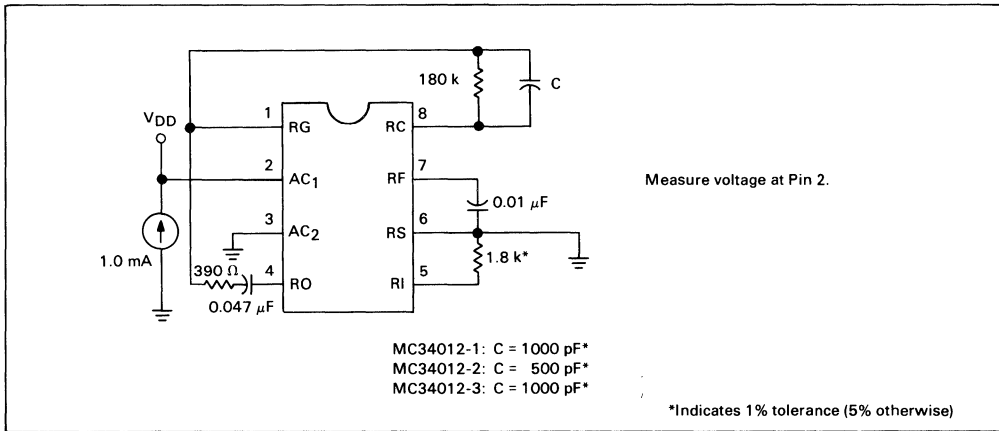 180 k
C
VDD
1
RG
RC
8
2
AC1
RF
7
Measure voltage at Pin 2.
0.01 μF
3
AC2
RS
6
1.0 mA
1.8 k*
390 Ω
4
RO
RI
5
0.047 μF
MC34012-1: C = 1000 pF*
MC34012-2: C = 500 pF*
MC34012-3: C = 1000 pF*
*Indicates 1% tolerance (5% otherwise)